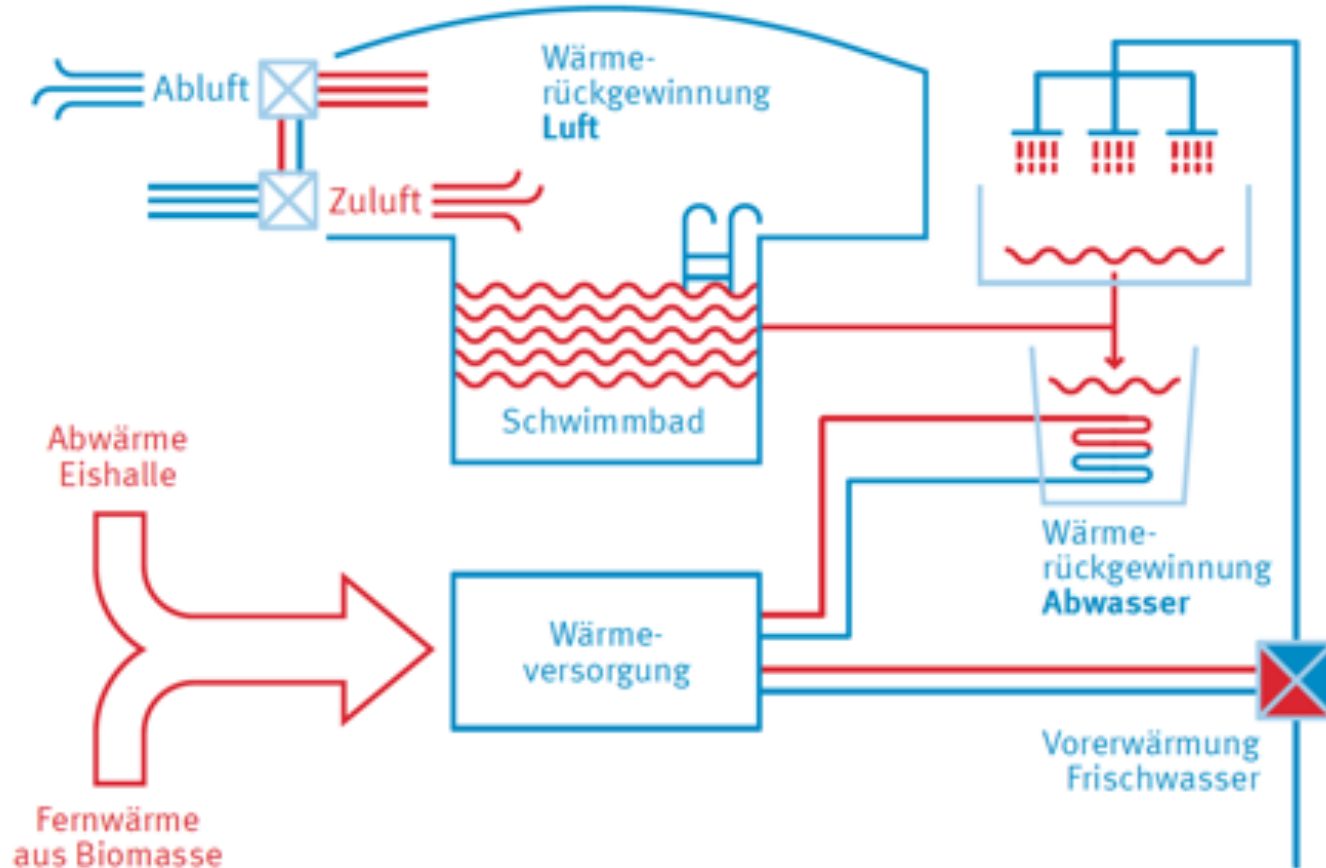 Wärme-
rückgewinnung
Luft
Abluft
Zuluft
Schwimmbad
Abwärme
Eishalle
Wärme-
rückgewinnung
Abwasser
Wärme-
versorgung
Vorerwärmung
Frischwasser
Fernwärme
aus Biomasse